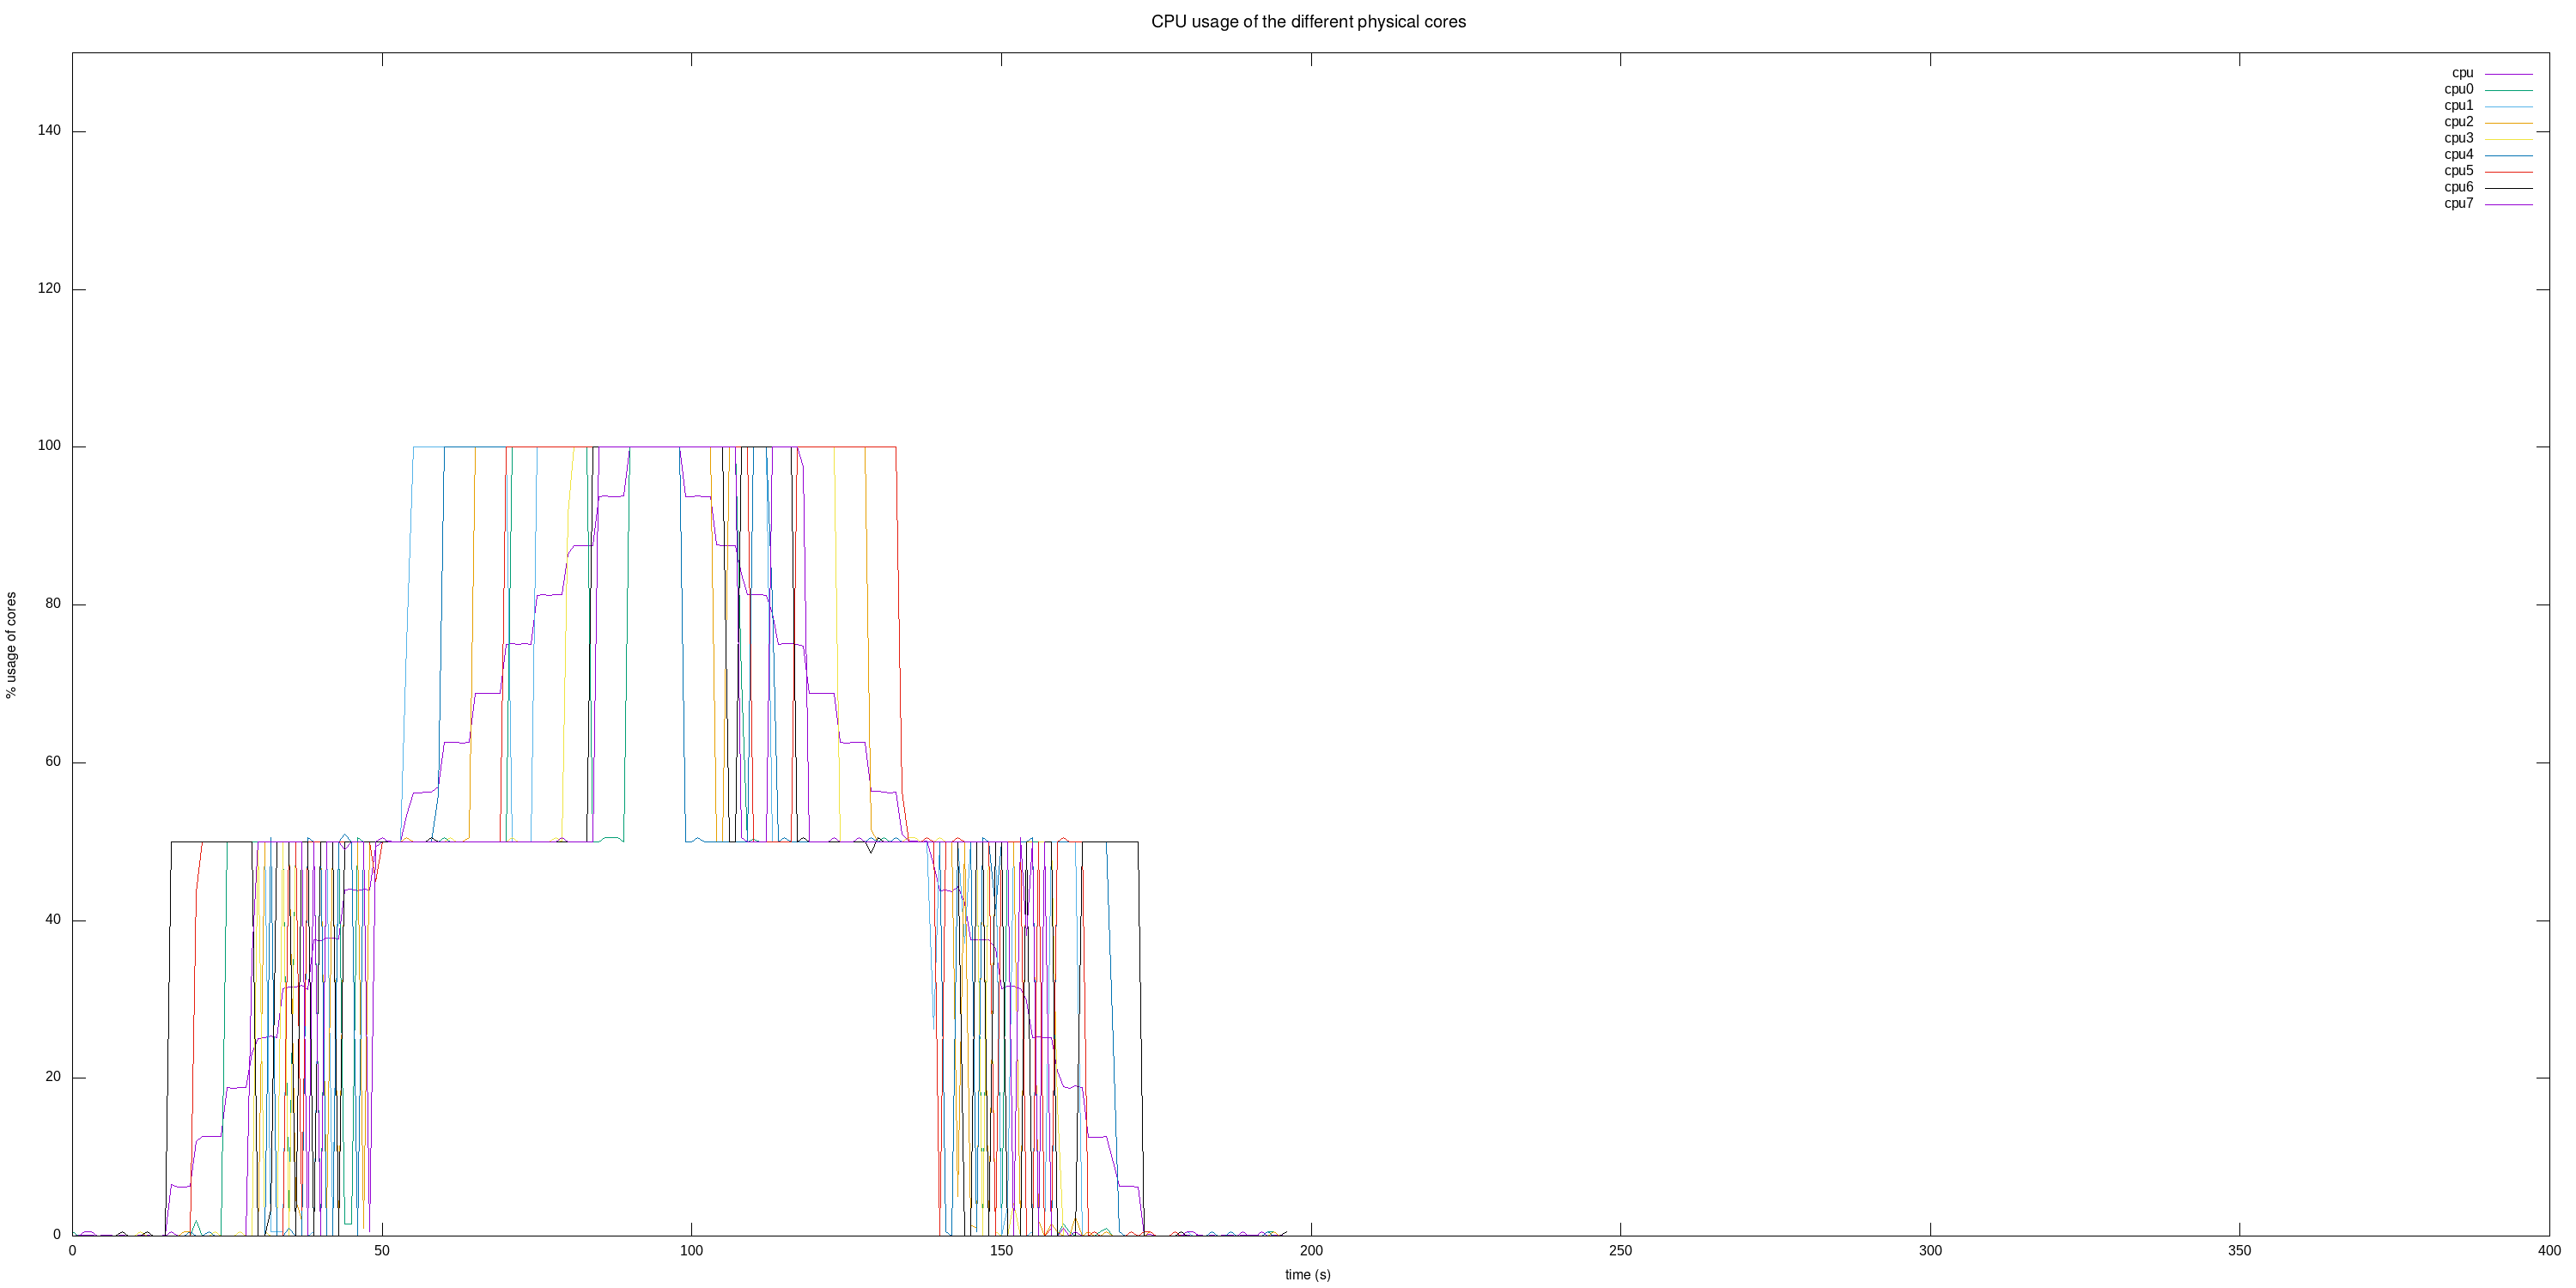 CPU usage of the different physical cores
cpu
cpu0
cpu1
cpu2
cpu3
cpu4
cpu5
cpu6
cpu7
140
120
100
80
60
40
20
0
% usage of cores
0 50 100 150 200 250 300 350 400
time (s)